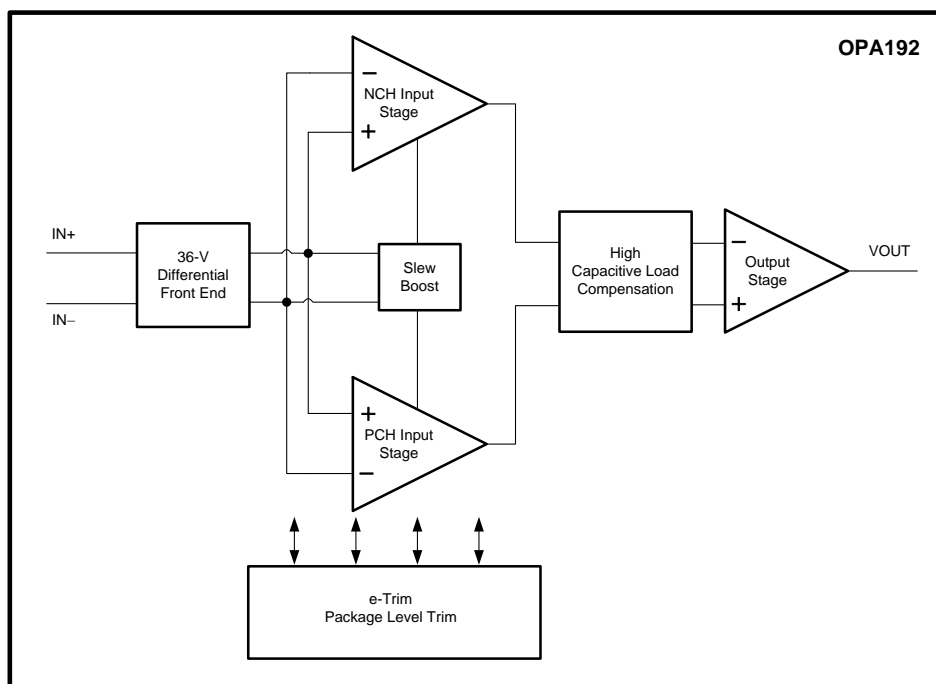 OPA192
−
NCH Input
Stage
+
IN+
36-V
Differential
Front End
IN−
Slew
Boost
High
Capacitive Load
Compensation
−
Output
Stage
+
VOUT
+
PCH Input
Stage
−
e-Trim
Package Level Trim